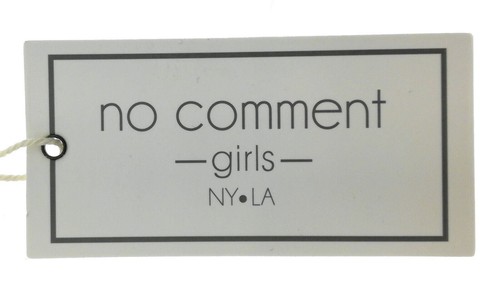 no comment
—girls—
NY•LA